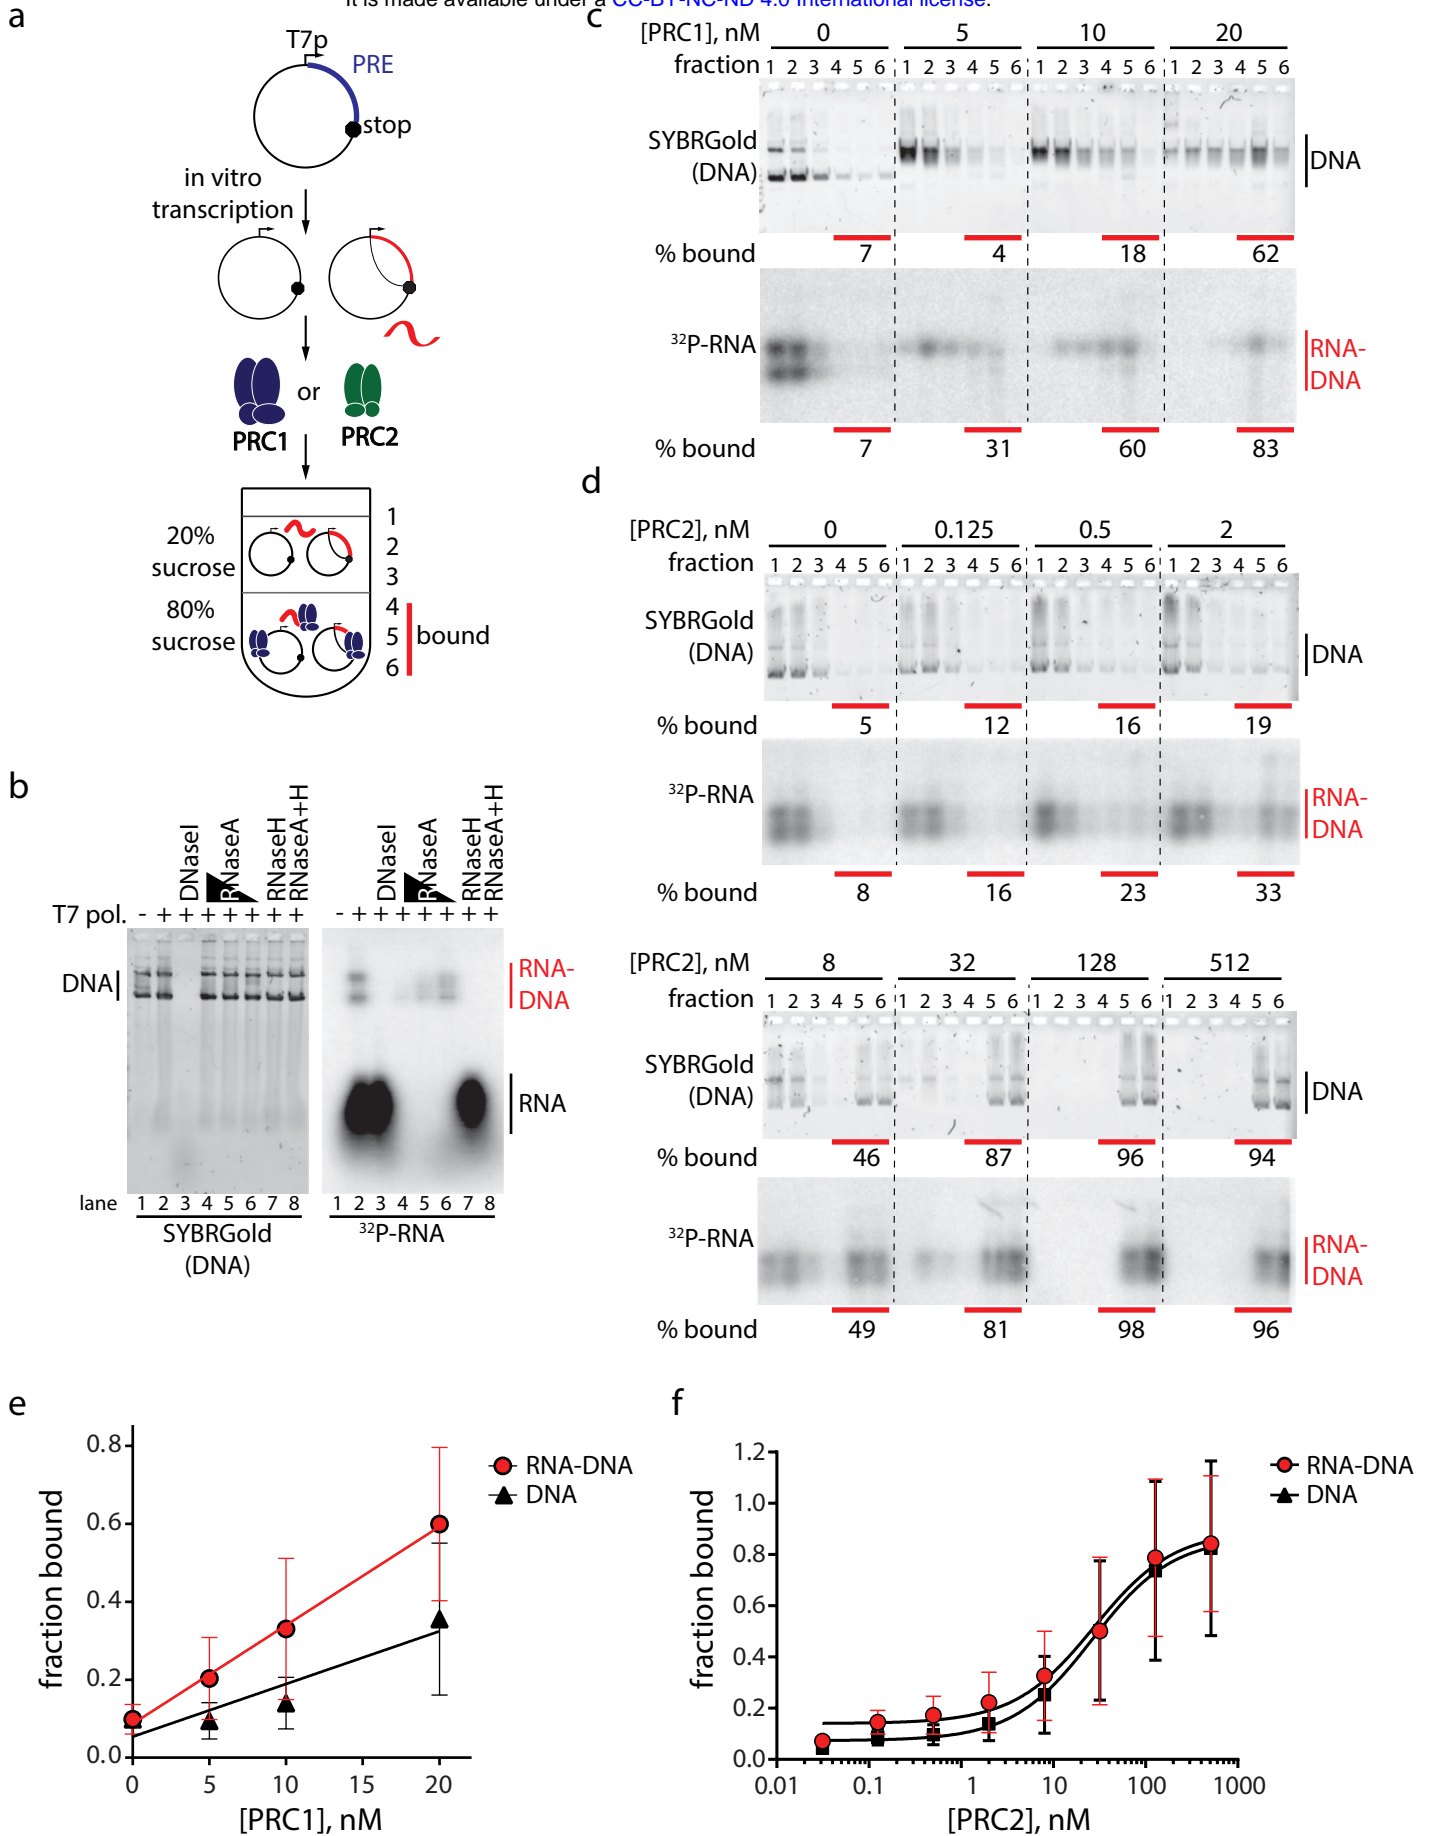 It is made available under a CC-BY-NC-ND 4.0 International license.
a
T7p
PRE
stop
in vitro
transcription
or
PRC1
PRC2
20%
sucrose
80%
sucrose
1
2
3
4
5
6
bound
b
DNaseI
RNaseA
RNaseH
RNaseA+H
DNaseI
RNaseA
RNaseH
RNaseA+H
T7 pol. - + + + + + + +
- + + + + + + +
DNA
RNA-
DNA
RNA
lane 1 2 3 4 5 6 7 8
1 2 3 4 5 6 7 8
SYBRGold
(DNA)
32P-RNA
c
[PRC1], nM 0 5 10 20
fraction 1 2 3 4 5 6 1 2 3 4 5 6 1 2 3 4 5 6 1 2 3 4 5 6
SYBRGold
(DNA)
DNA
% bound 7 4 18 62
32P-RNA
RNA-
DNA
% bound 7 31 60 83
d
[PRC2], nM 0 0.125 0.5 2
fraction 1 2 3 4 5 6 1 2 3 4 5 6 1 2 3 4 5 6 1 2 3 4 5 6
SYBRGold
(DNA)
DNA
% bound 5 12 16 19
32P-RNA
RNA-
DNA
% bound 8 16 23 33
[PRC2], nM 8 32 128 512
fraction 1 2 3 4 5 6 1 2 3 4 5 6 1 2 3 4 5 6 1 2 3 4 5 6
SYBRGold
(DNA)
DNA
% bound 46 87 96 94
32P-RNA
RNA-
DNA
% bound 49 81 98 96
e
fraction bound
0.8
0.6
0.4
0.2
0.0
0 5 10 15 20
[PRC1], nM
RNA-DNA
DNA
f
fraction bound
1.2
1.0
0.8
0.6
0.4
0.2
0.0
0.01 0.1 1 10 100 1000
[PRC2], nM
RNA-DNA
DNA